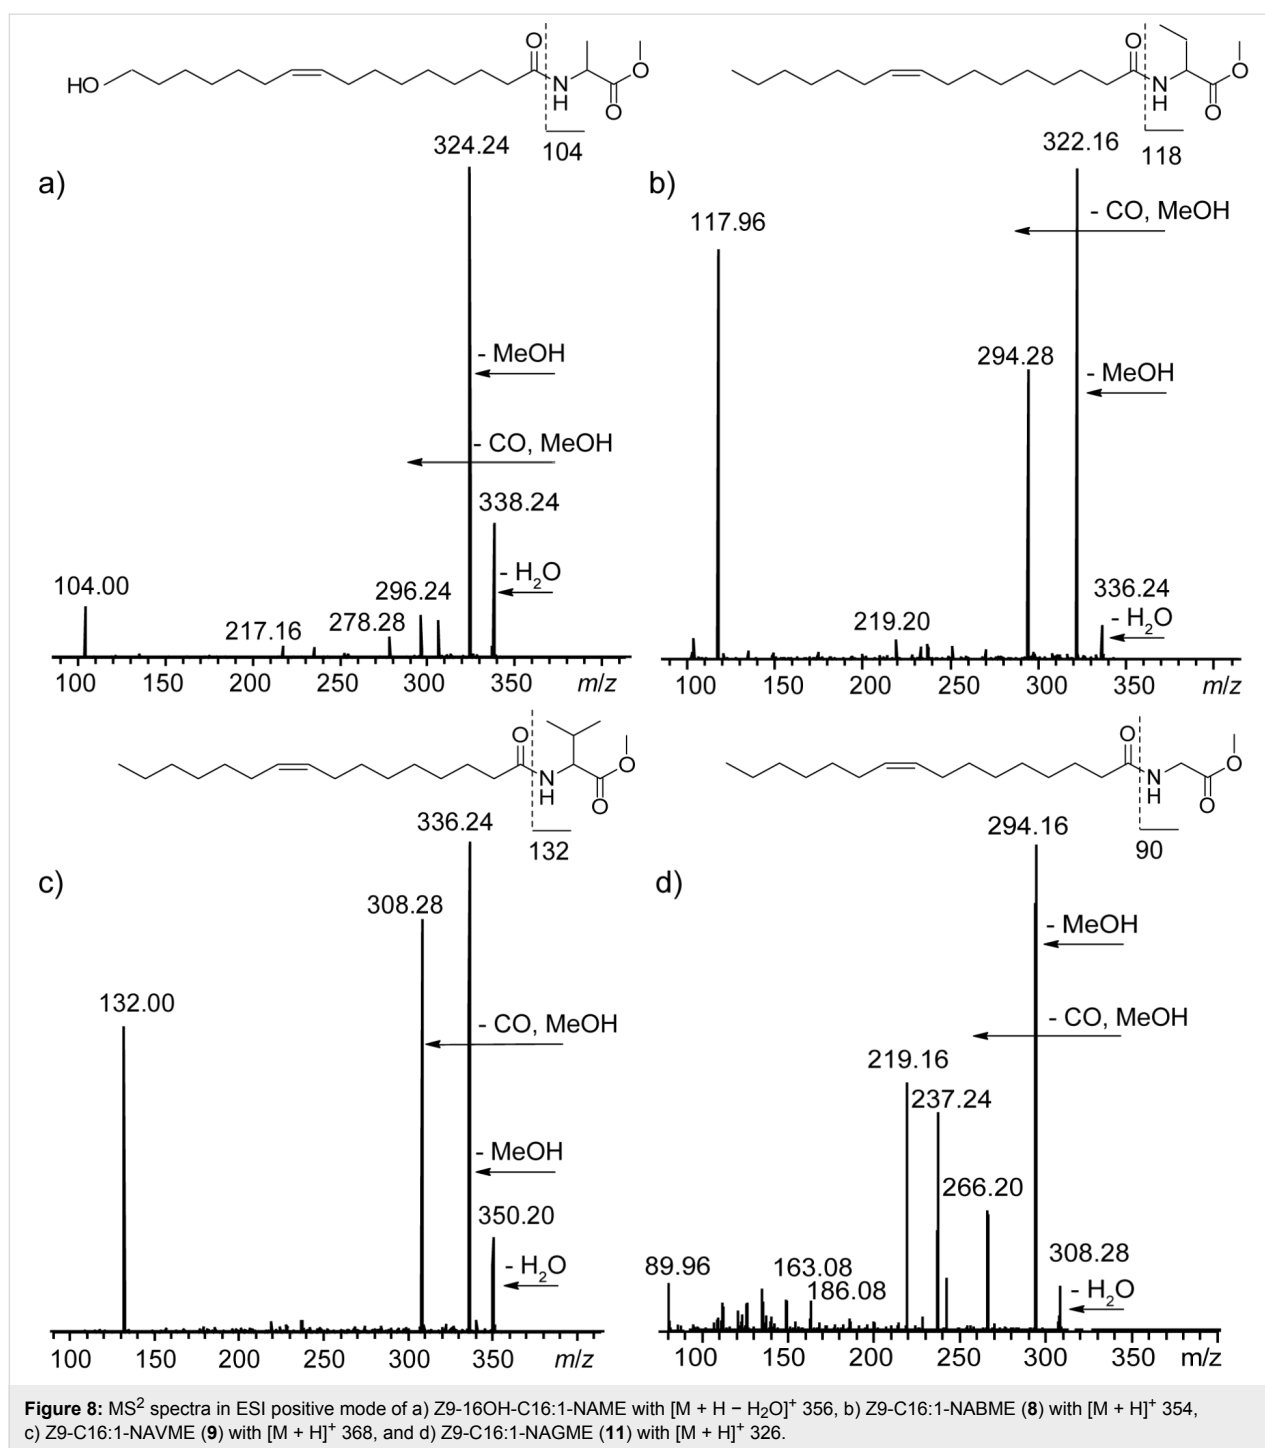 HO
O
N
H
O
O
104
a)
324.24
- MeOH
- CO, MeOH
338.24
- H2O
104.00
217.16
278.28
296.24
100 150 200 250 300 350 m/z
O
N
H
O
O
118
b)
322.16
- CO, MeOH
117.96
294.28
- MeOH
336.24
- H2O
219.20
100 150 200 250 300 350 m/z
O
N
H
O
O
132
c)
336.24
308.28
132.00
- CO, MeOH
- MeOH
350.20
- H2O
100 150 200 250 300 350 m/z
O
N
H
O
O
90
d)
294.16
- MeOH
- CO, MeOH
219.16
237.24
266.20
89.96
163.08
186.08
308.28
- H2O
100 150 200 250 300 350 m/z
Figure 8: MS2 spectra in ESI positive mode of a) Z9-16OH-C16:1-NAME with [M + H − H2O]+ 356, b) Z9-C16:1-NABME (8) with [M + H]+ 354,
c) Z9-C16:1-NAVME (9) with [M + H]+ 368, and d) Z9-C16:1-NAGME (11) with [M + H]+ 326.